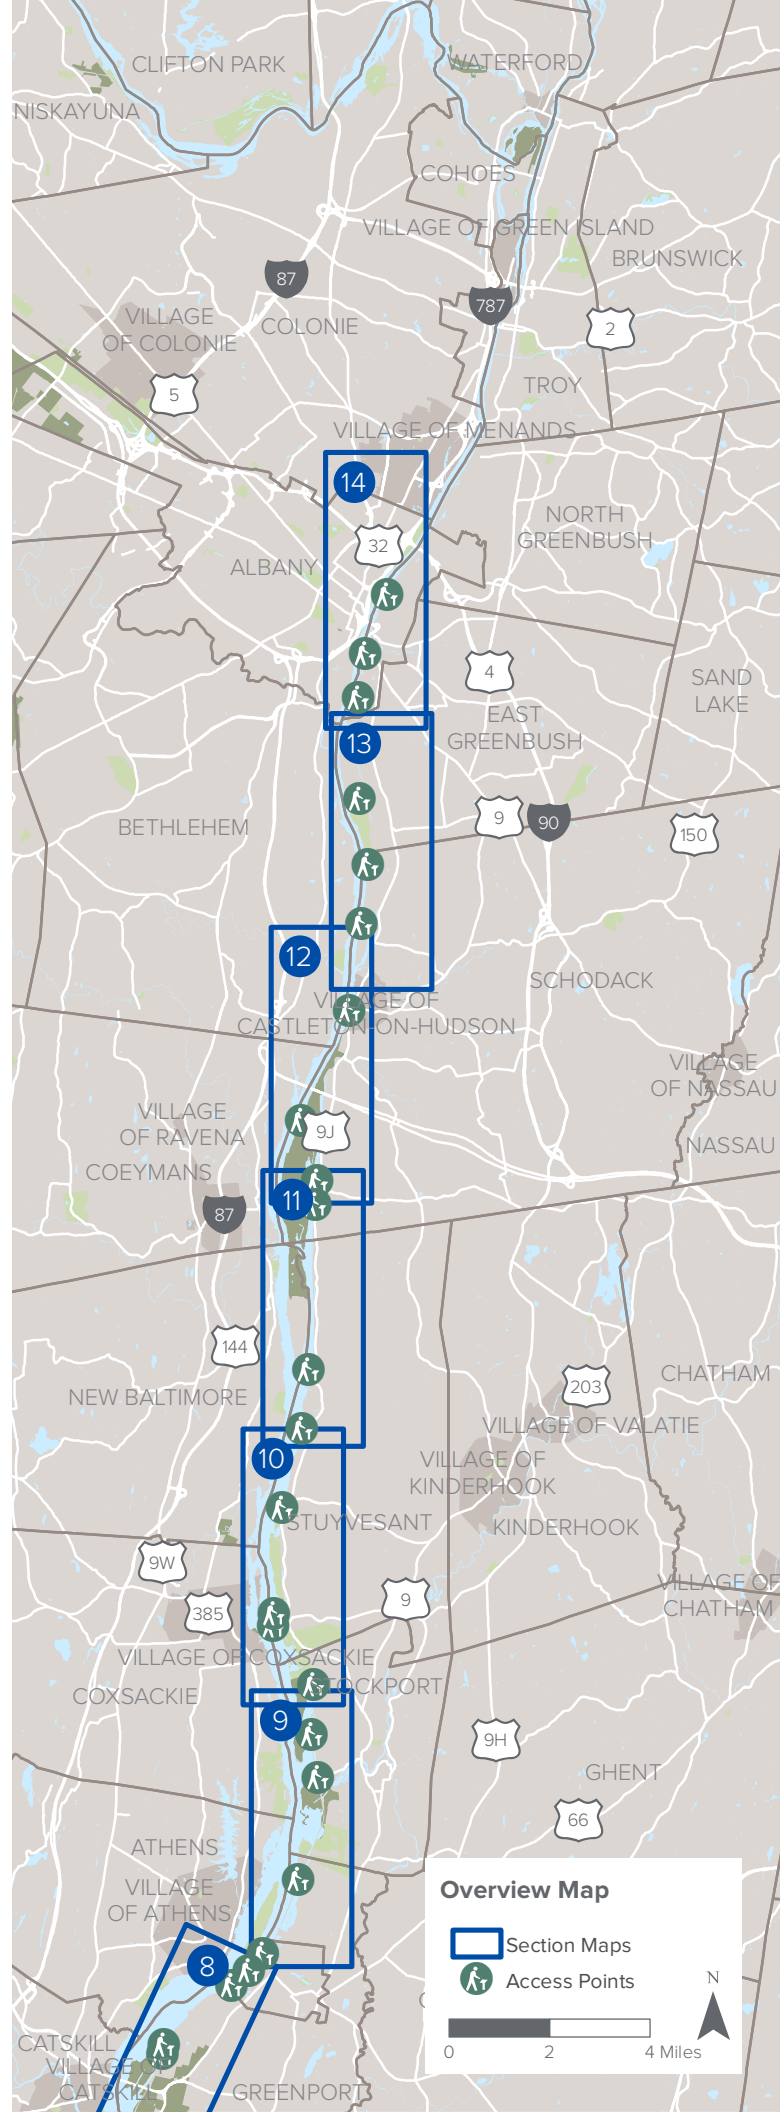 CLIFTON PARK
WATERFORD
NISKAYUNA
COHOES
VILLAGE OF GREEN ISLAND
BRUNSWICK
87
787
VILLAGE
OF COLONIE
COLONIE
2
5
TROY
VILLAGE OF MENANDS
14
NORTH
GREENBUSH
32
ALBANY
4
SAND
LAKE
EAST
GREENBUSH
13
9
90
150
BETHLEHEM
12
SCHODACK
VILLAGE OF
CASTLETON-ON-HUDSON
VILLAGE
OF NASSAU
VILLAGE
OF RAVENA
9J
NASSAU
COEYMANS
11
87
144
CHATHAM
203
NEW BALTIMORE
VILLAGE OF VALATIE
10
VILLAGE OF
KINDERHOOK
STUYVESANT
KINDERHOOK
9W
VILLAGE OF
CHATHAM
385
9
VILLAGE OF COXSACKIE
COXSACKIE
STOCKPORT
9
9H
GHENT
66
ATHENS
VILLAGE
OF ATHENS
8
CATSKILL
VILLAGE OF
CATSKILL
GREENPORT
Overview Map
Section Maps
Access Points
N
0 2 4 Miles